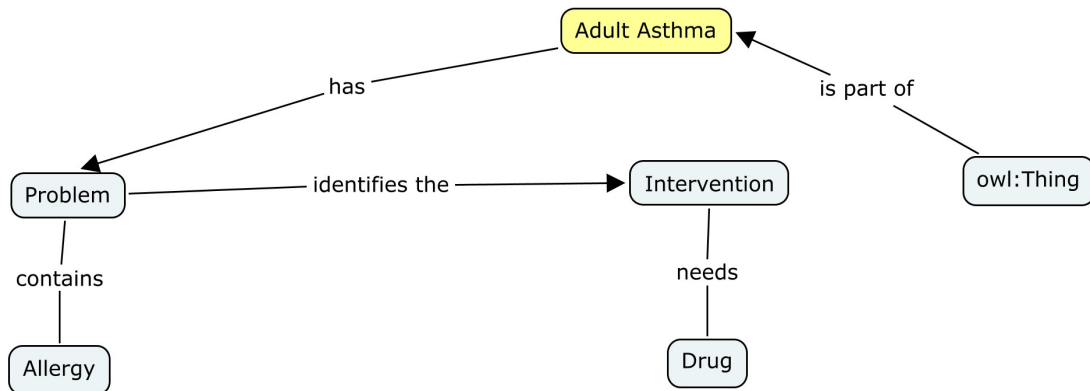 Adult Asthma
has
is part of
Problem
identifies the
Intervention
owl:Thing
contains
needs
Allergy
Drug